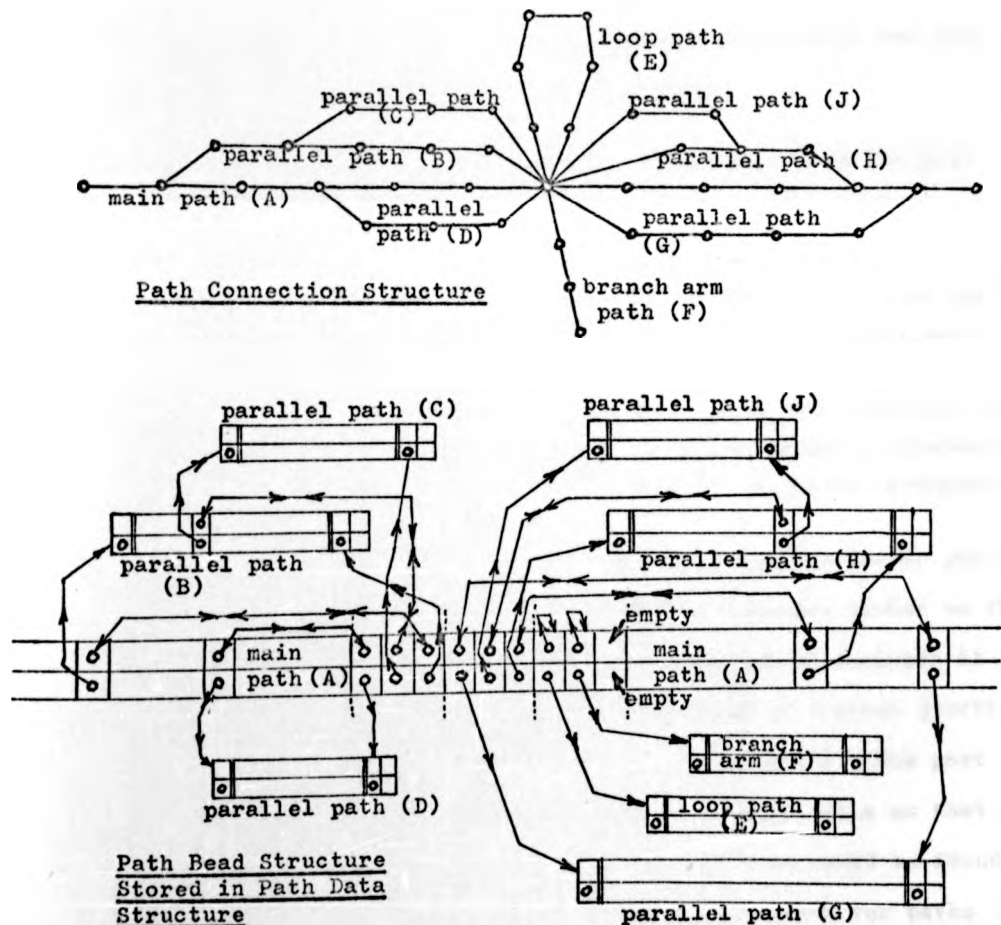 loop path
(E)
parallel path
(C)
parallel path (J)
parallel path (B)
parallel path (H)
main path (A)
parallel
path (D)
parallel path
(G)
Path Connection Structure
branch arm
path (F)
parallel path (C)
parallel path (J)
parallel path
(B)
parallel path (H)
empty
main
path (A)
main
path (A)
empty
branch
arm (F)
parallel path (D)
loop path
(E)
Path Bead Structure
Stored in Path Data
Structure
parallel path (G)